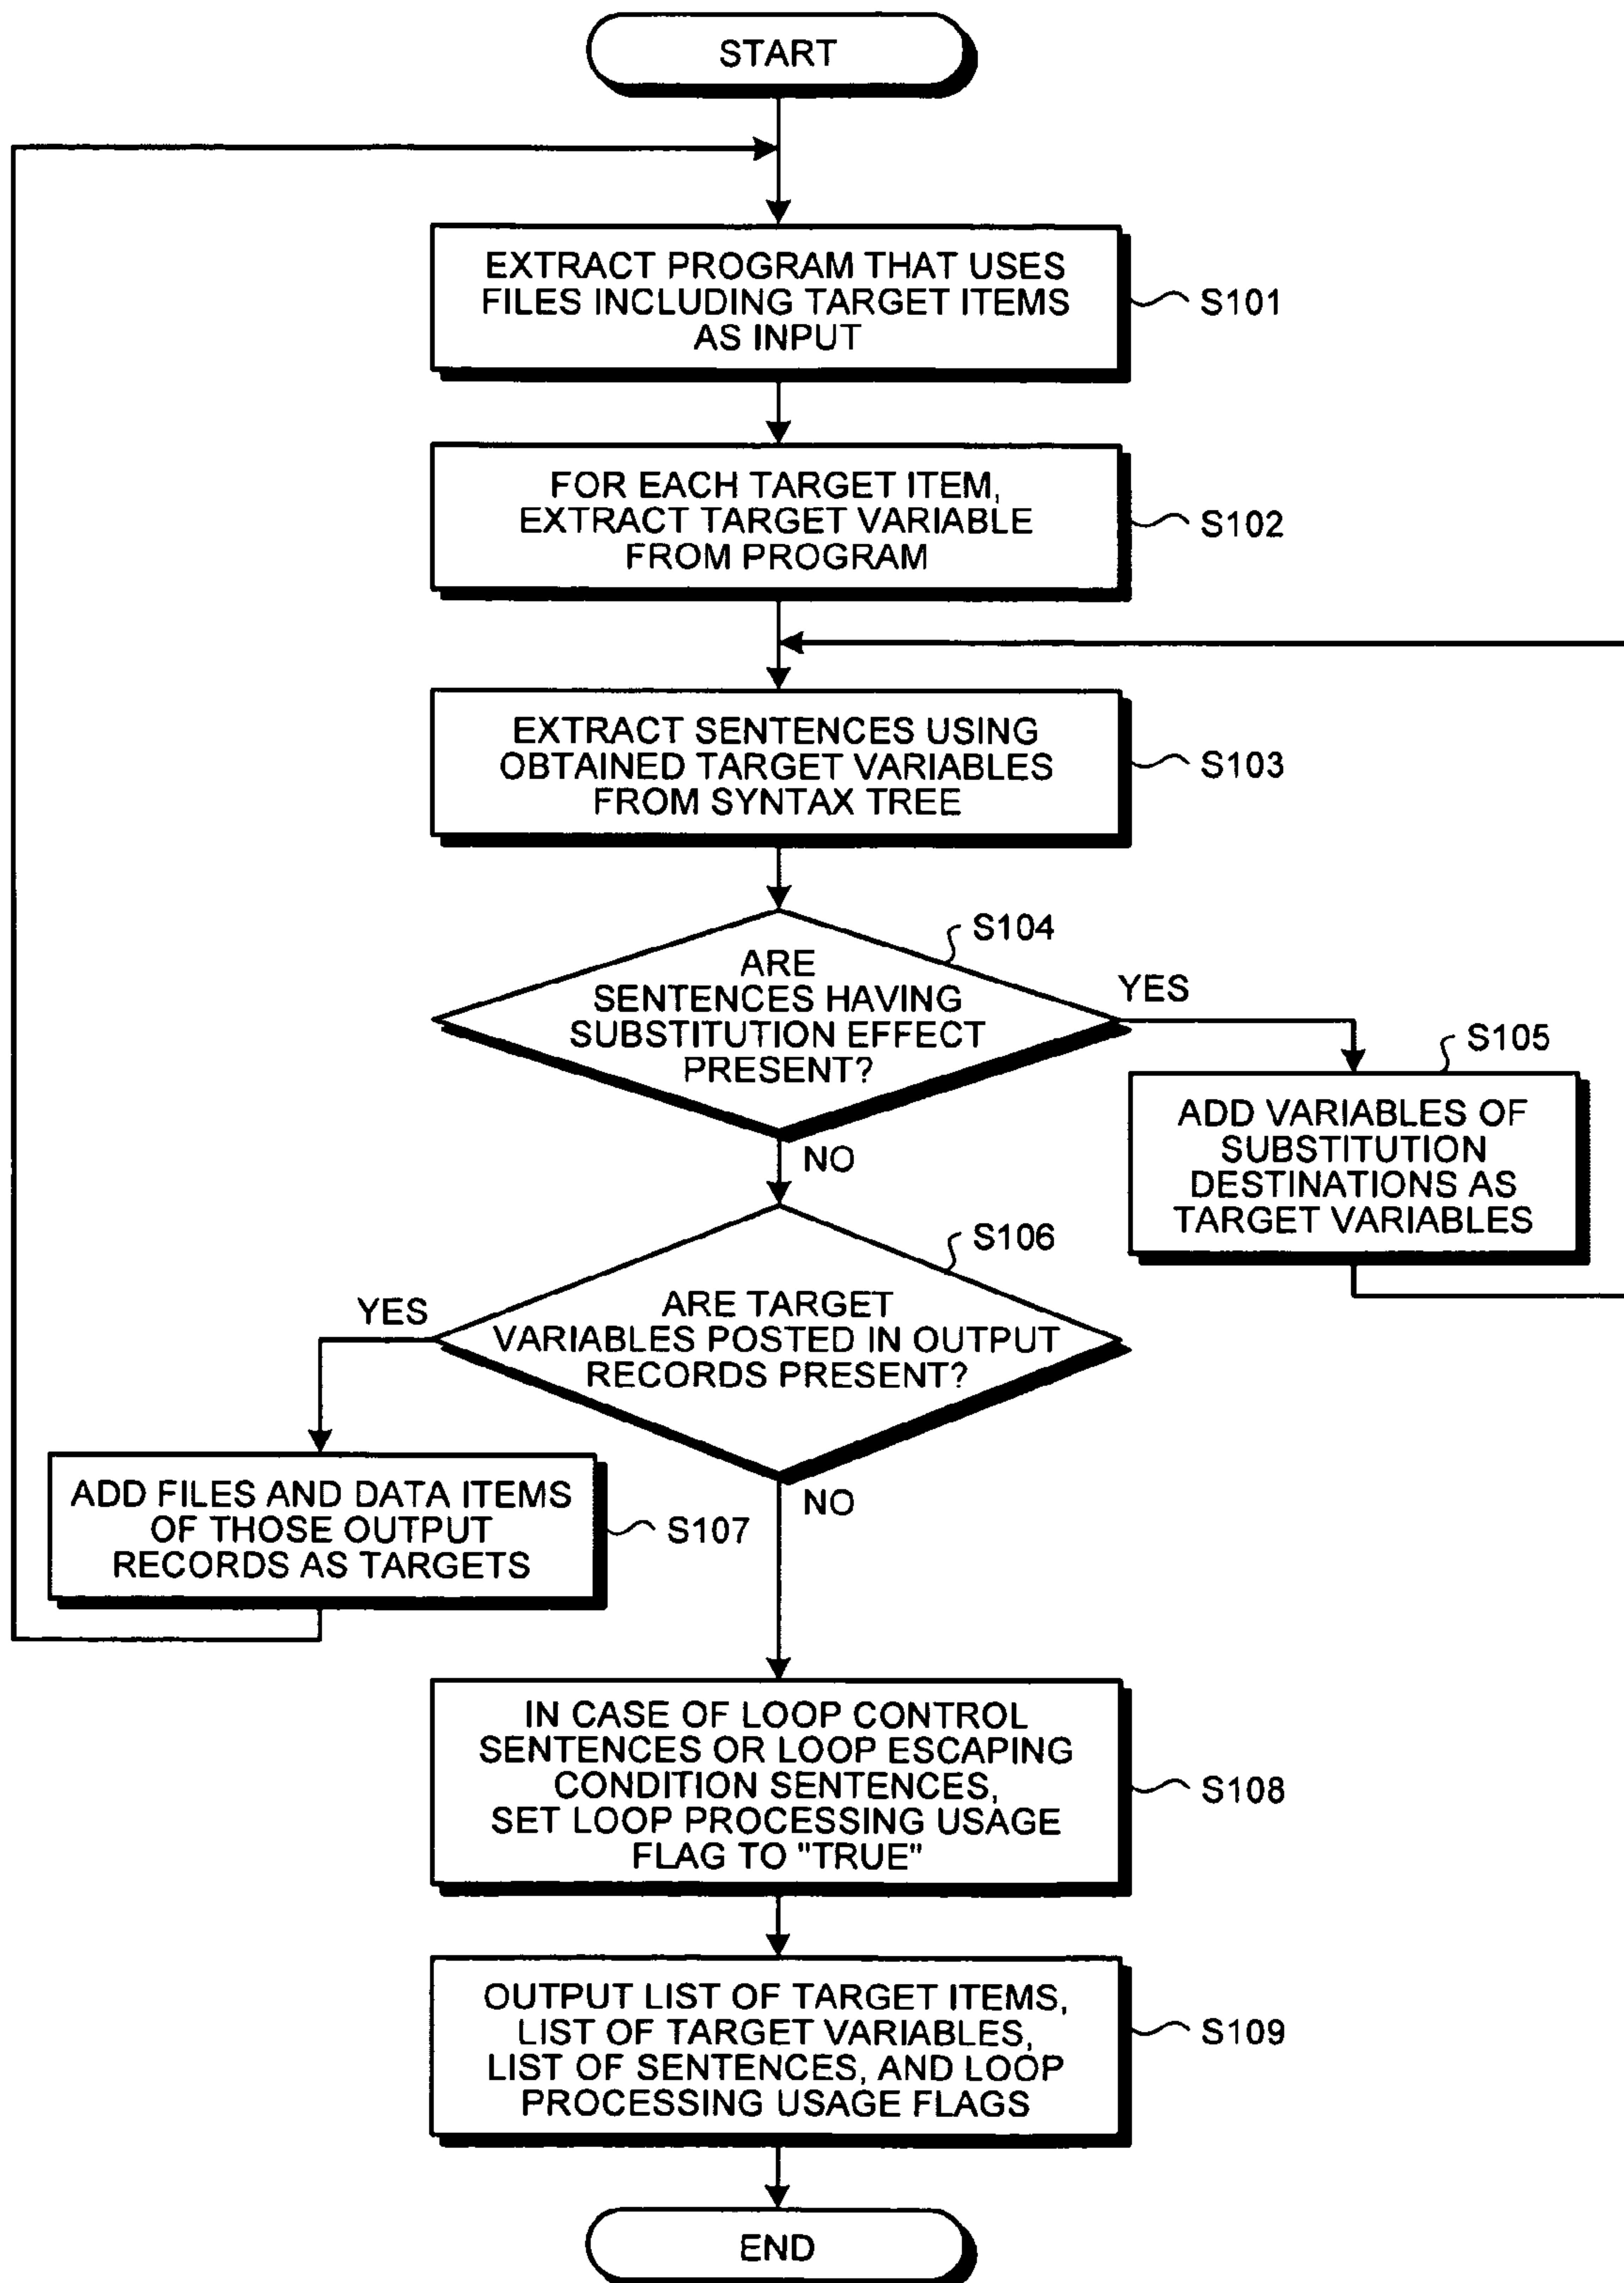 START
EXTRACT PROGRAM THAT USES
FILES INCLUDING TARGET ITEMS
AS INPUT
S101
FOR EACH TARGET ITEM,
EXTRACT TARGET VARIABLE
FROM PROGRAM
S102
EXTRACT SENTENCES USING
OBTAINED TARGET VARIABLES
FROM SYNTAX TREE
S103
S104
ARE
SENTENCES HAVING
SUBSTITUTION EFFECT
PRESENT?
YES
NO
S105
ADD VARIABLES OF
SUBSTITUTION
DESTINATIONS AS
TARGET VARIABLES
S106
ARE TARGET
VARIABLES POSTED IN OUTPUT
RECORDS PRESENT?
YES
NO
ADD FILES AND DATA ITEMS
OF THOSE OUTPUT
RECORDS AS TARGETS
S107
IN CASE OF LOOP CONTROL
SENTENCES OR LOOP ESCAPING
CONDITION SENTENCES,
SET LOOP PROCESSING USAGE
FLAG TO "TRUE"
S108
OUTPUT LIST OF TARGET ITEMS,
LIST OF TARGET VARIABLES,
LIST OF SENTENCES, AND LOOP
PROCESSING USAGE FLAGS
S109
END